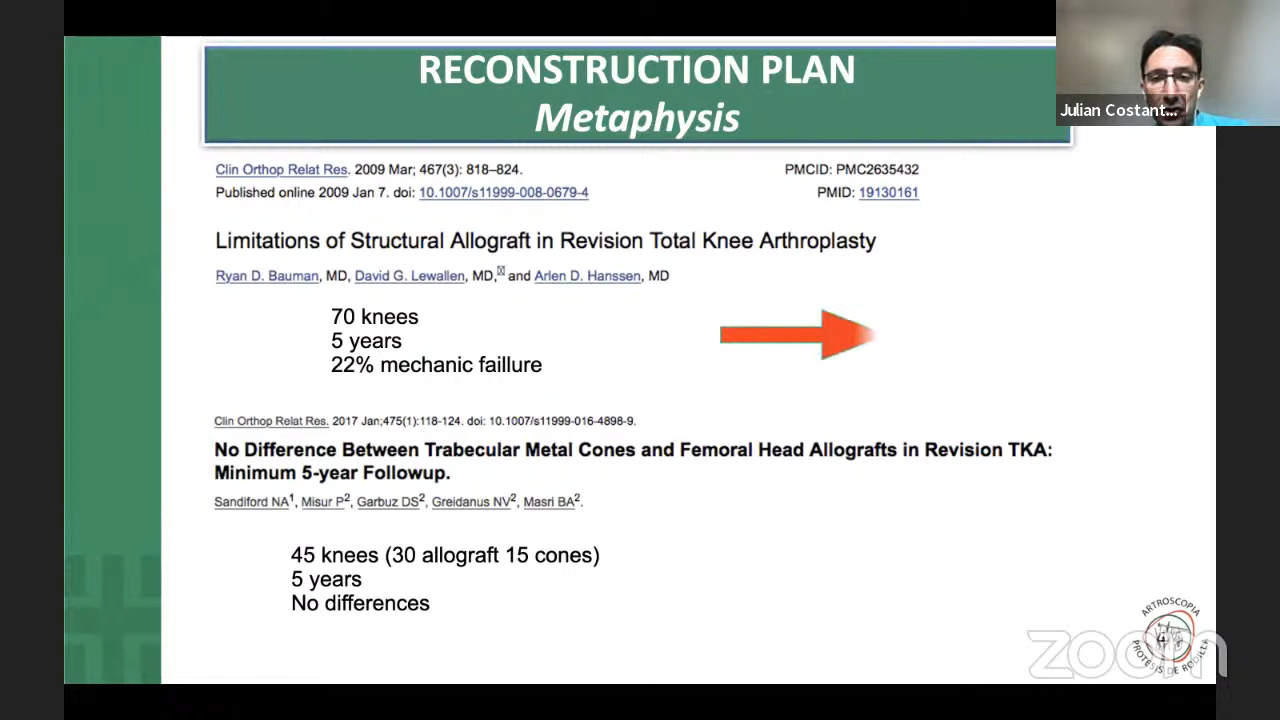 RECONSTRUCTION PLAN
Metaphysis
Julian Costant...
Clin Orthop Relat Res. 2009 Mar; 467(3): 818–824.
Published online 2009 Jan 7. doi: 10.1007/s11999-008-0679-4
PMCID: PMC2635432
PMID: 19130161
Limitations of Structural Allograft in Revision Total Knee Arthroplasty
Ryan D. Bauman, MD, David G. Lewallen, MD, and Arlen D. Hanssen, MD
70 knees
5 years
22% mechanic faillure
Clin Orthop Relat Res. 2017 Jan;475(1):118-124. doi: 10.1007/s11999-016-4898-9.
No Difference Between Trabecular Metal Cones and Femoral Head Allografts in Revision TKA:
Minimum 5-year Followup.
Sandiford NA1, Misur P2, Garbuz DS2, Greidanus NV2, Masri BA2.
45 knees (30 allograft 15 cones)
5 years
No differences
ARTROSCOPIA
PROTESIS DE RODILLA
zoom